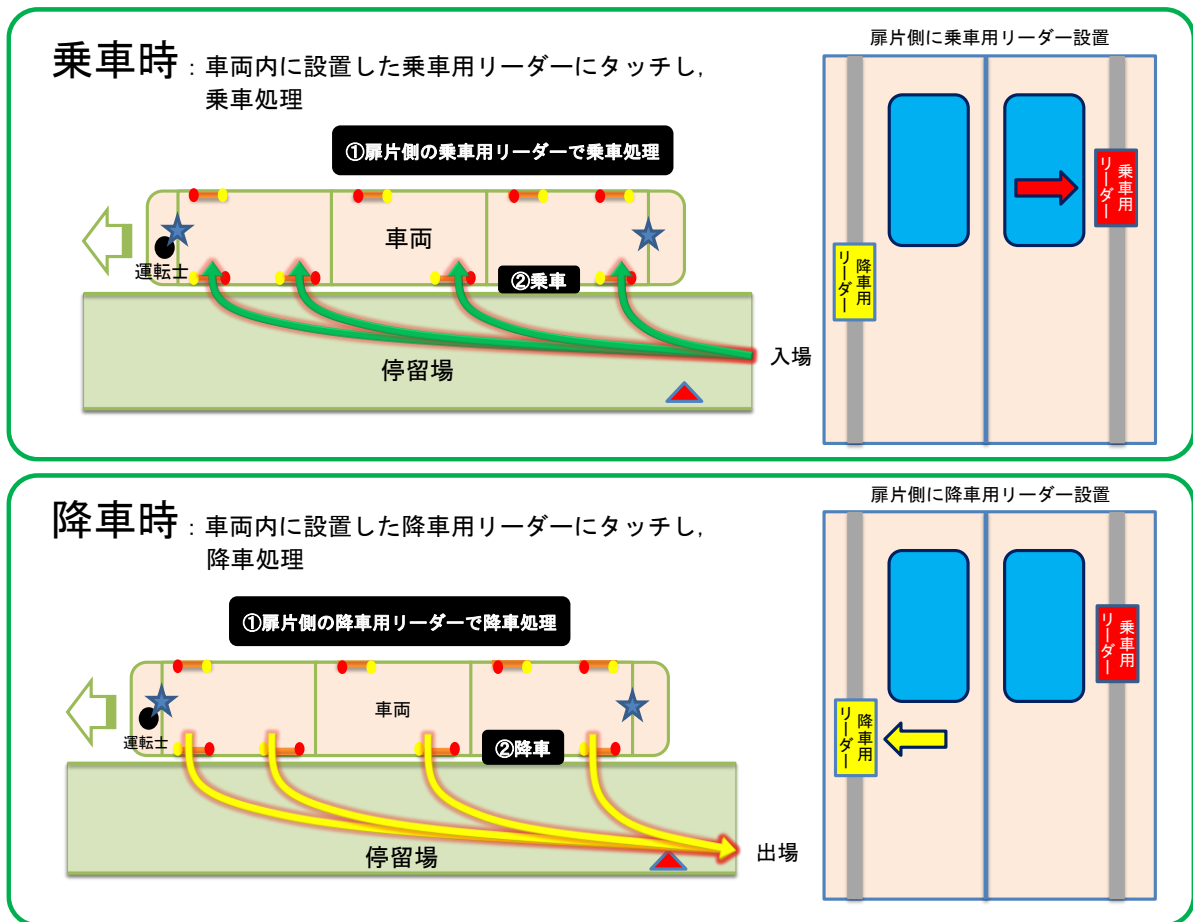 乗車時：車両内に設置した乗車用リーダーにタッチし，
乗車処理
①扉片側の乗車用リーダーで乗車処理
車両
運転士
②乗車
停留場
入場
扉片側に乗車用リーダー設置
乗車用
リーダー
降車用
リーダー
降車時：車両内に設置した降車用リーダーにタッチし，
降車処理
①扉片側の降車用リーダーで降車処理
車両
運転士
②降車
停留場
出場
扉片側に降車用リーダー設置
乗車用
リーダー
降車用
リーダー